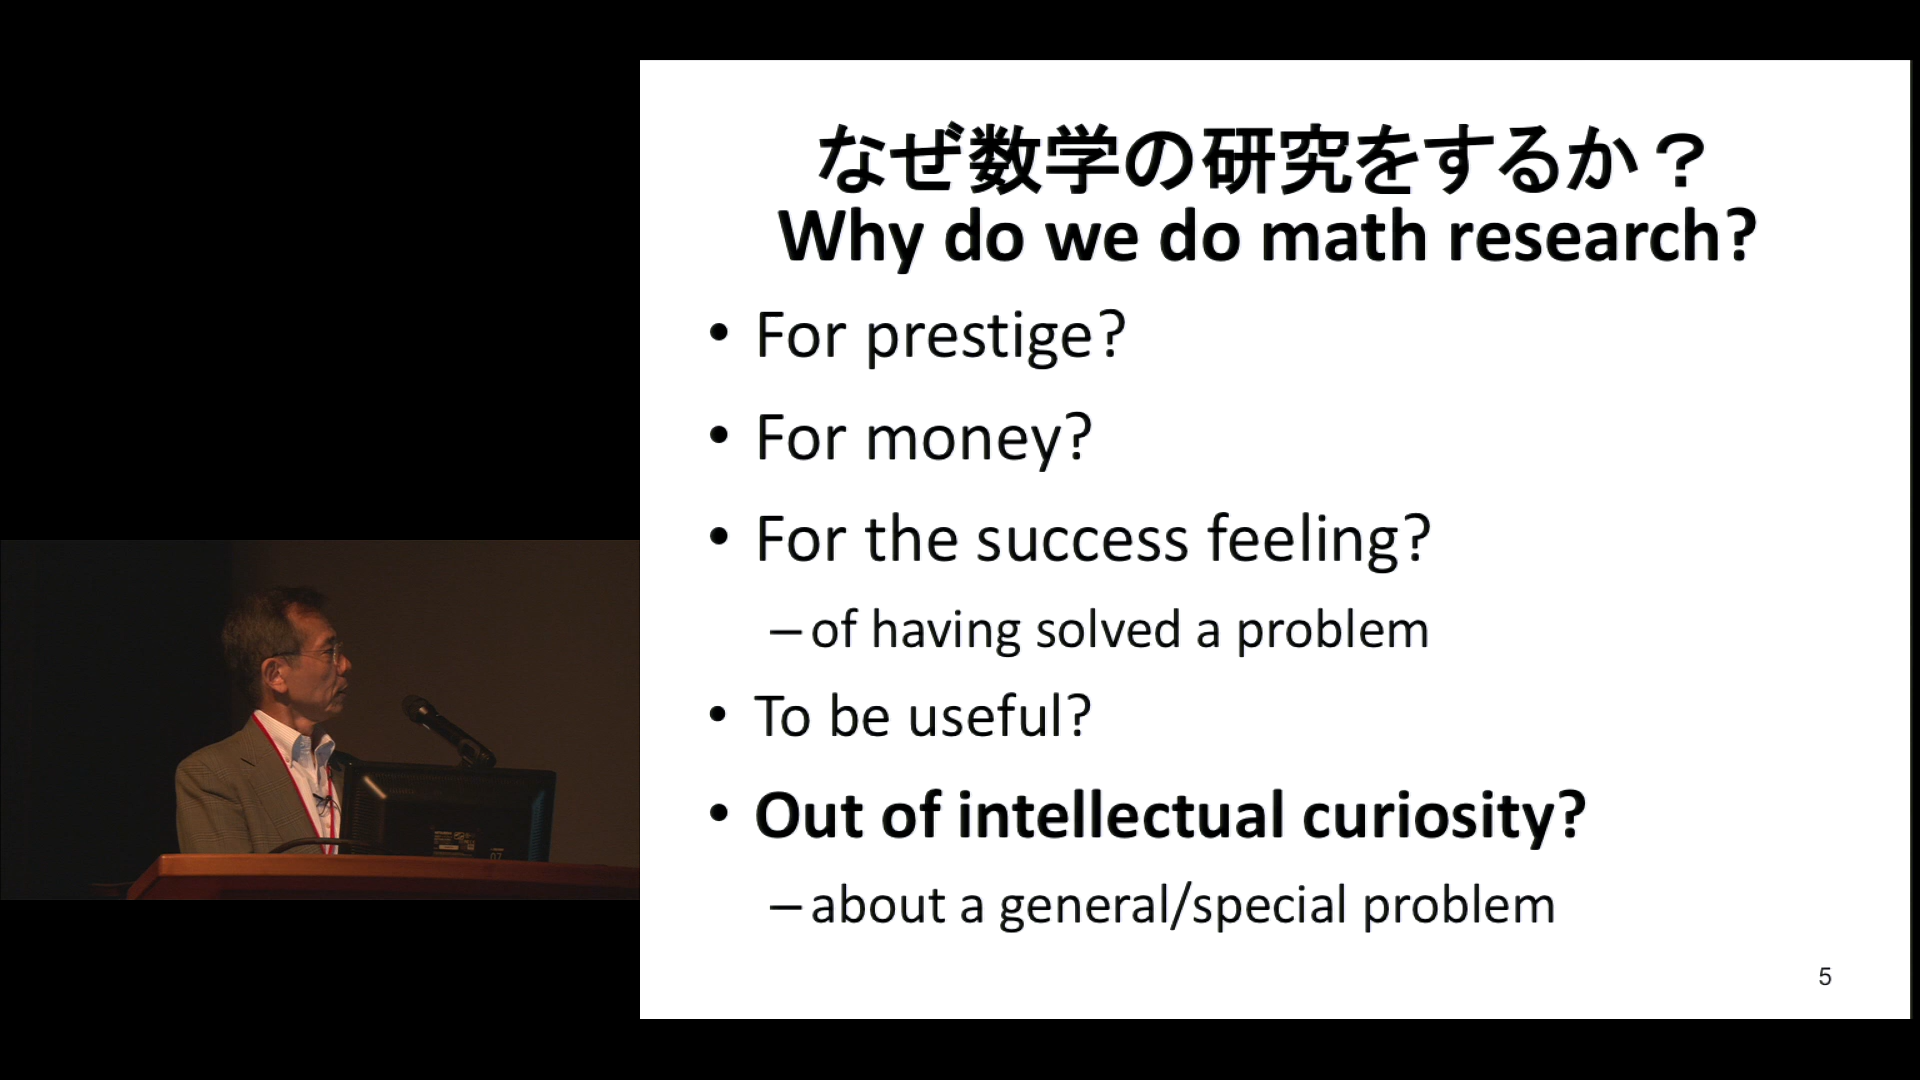 なぜ数学の研究をするか？
Why do we do math research?
• For prestige?
• For money?
• For the success feeling?
– of having solved a problem
• To be useful?
• Out of intellectual curiosity?
– about a general/special problem
5